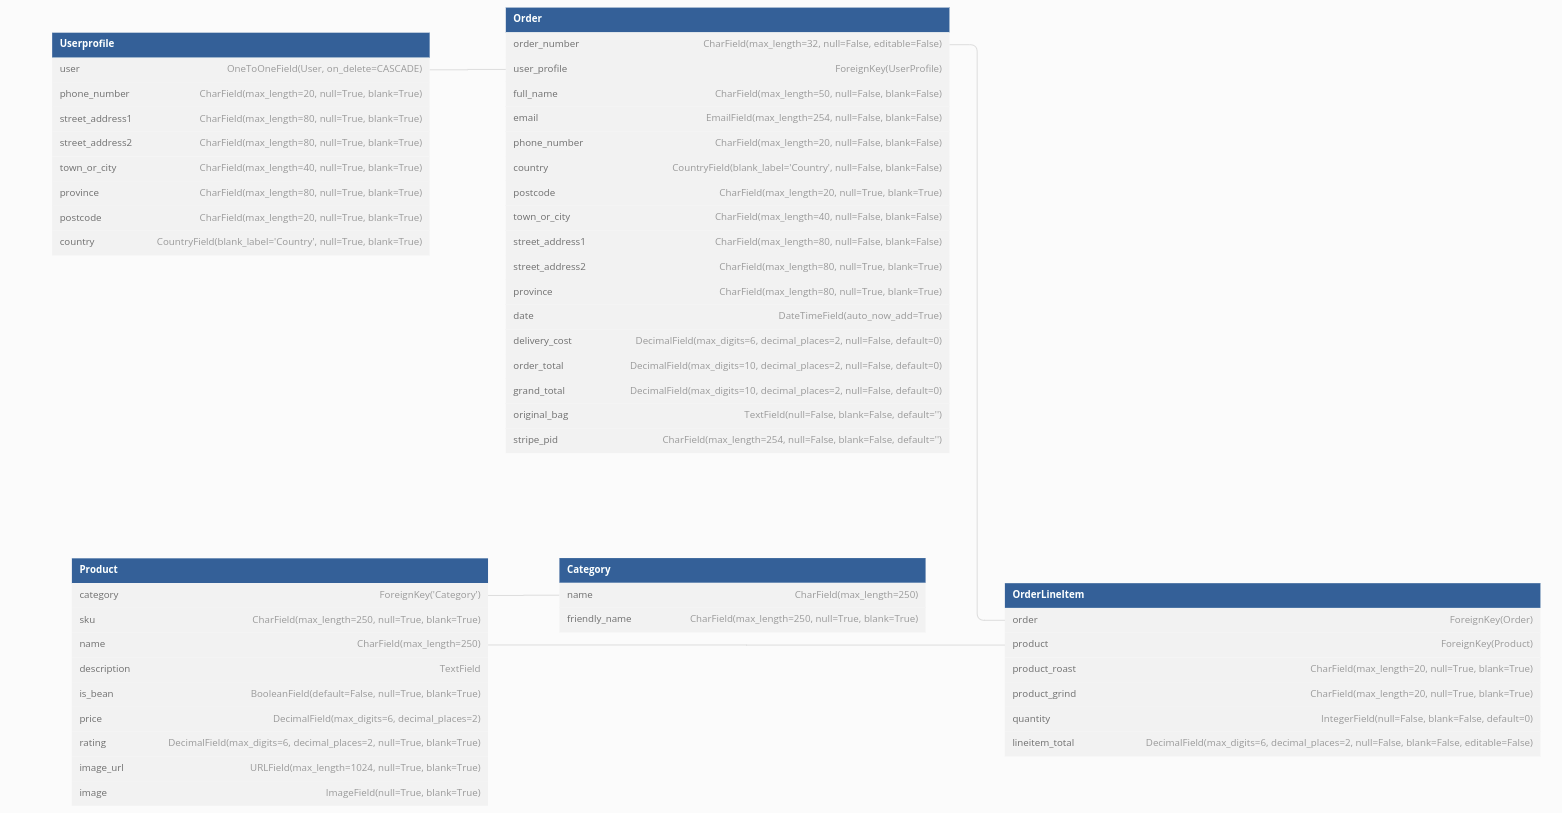 Userprofile
user OneToOneField(User, on_delete=CASCADE)
phone_number CharField(max_length=20, null=True, blank=True)
street_address1 CharField(max_length=80, null=True, blank=True)
street_address2 CharField(max_length=80, null=True, blank=True)
town_or_city CharField(max_length=40, null=True, blank=True)
province CharField(max_length=80, null=True, blank=True)
postcode CharField(max_length=20, null=True, blank=True)
country CountryField(blank_label='Country', null=True, blank=True)
Order
order_number CharField(max_length=32, null=False, editable=False)
user_profile ForeignKey(UserProfile)
full_name CharField(max_length=50, null=False, blank=False)
email EmailField(max_length=254, null=False, blank=False)
phone_number CharField(max_length=20, null=False, blank=False)
country CountryField(blank_label='Country', null=False, blank=False)
postcode CharField(max_length=20, null=True, blank=True)
town_or_city CharField(max_length=40, null=False, blank=False)
street_address1 CharField(max_length=80, null=False, blank=False)
street_address2 CharField(max_length=80, null=True, blank=True)
province CharField(max_length=80, null=True, blank=True)
date DateTimeField(auto_now_add=True)
delivery_cost DecimalField(max_digits=6, decimal_places=2, null=False, default=0)
order_total DecimalField(max_digits=10, decimal_places=2, null=False, default=0)
grand_total DecimalField(max_digits=10, decimal_places=2, null=False, default=0)
original_bag TextField(null=False, blank=False, default='')
stripe_pid CharField(max_length=254, null=False, blank=False, default='')
Product
category ForeignKey('Category')
sku CharField(max_length=250, null=True, blank=True)
name CharField(max_length=250)
description TextField
is_bean BooleanField(default=False, null=True, blank=True)
price DecimalField(max_digits=6, decimal_places=2)
rating DecimalField(max_digits=6, decimal_places=2, null=True, blank=True)
image_url URLField(max_length=1024, null=True, blank=True)
image ImageField(null=True, blank=True)
Category
name CharField(max_length=250)
friendly_name CharField(max_length=250, null=True, blank=True)
OrderLineItem
order ForeignKey(Order)
product ForeignKey(Product)
product_roast CharField(max_length=20, null=True, blank=True)
product_grind CharField(max_length=20, null=True, blank=True)
quantity IntegerField(null=False, blank=False, default=0)
lineitem_total DecimalField(max_digits=6, decimal_places=2, null=False, blank=False, editable=False)